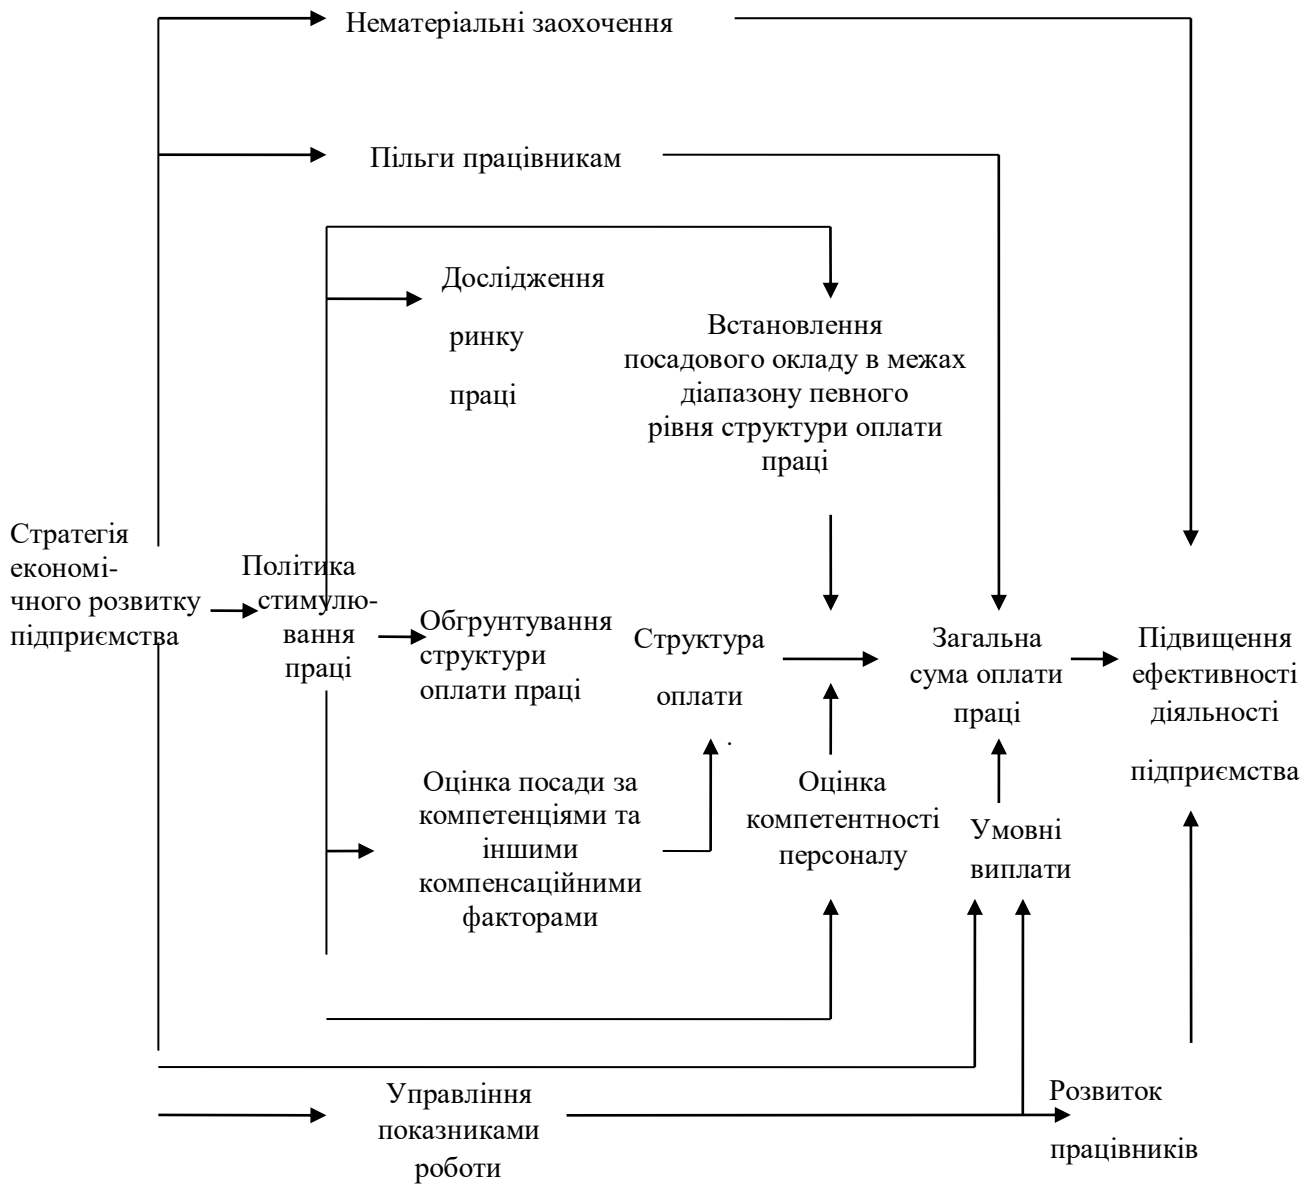 Нематеріальні заохочення
Пільги працівникам
Дослідження
ринку
праці
Встановлення
посадового окладу в межах
діапазону певного
рівня структури оплати
праці
Стратегія
економі-
чного розвитку
підприємства
Політика
стимулю-
вання
праці
Обгрунтування
структури
оплати праці
Структура
оплати
.
Загальна
сума оплати
праці
Підвищення
ефективності
діяльності
підприємства
Оцінка посади за
компетенціями та
іншими
компенсаційними
факторами
Оцінка
компетентності
персоналу
Умовні
виплати
Управління
показниками
роботи
Розвиток
працівників